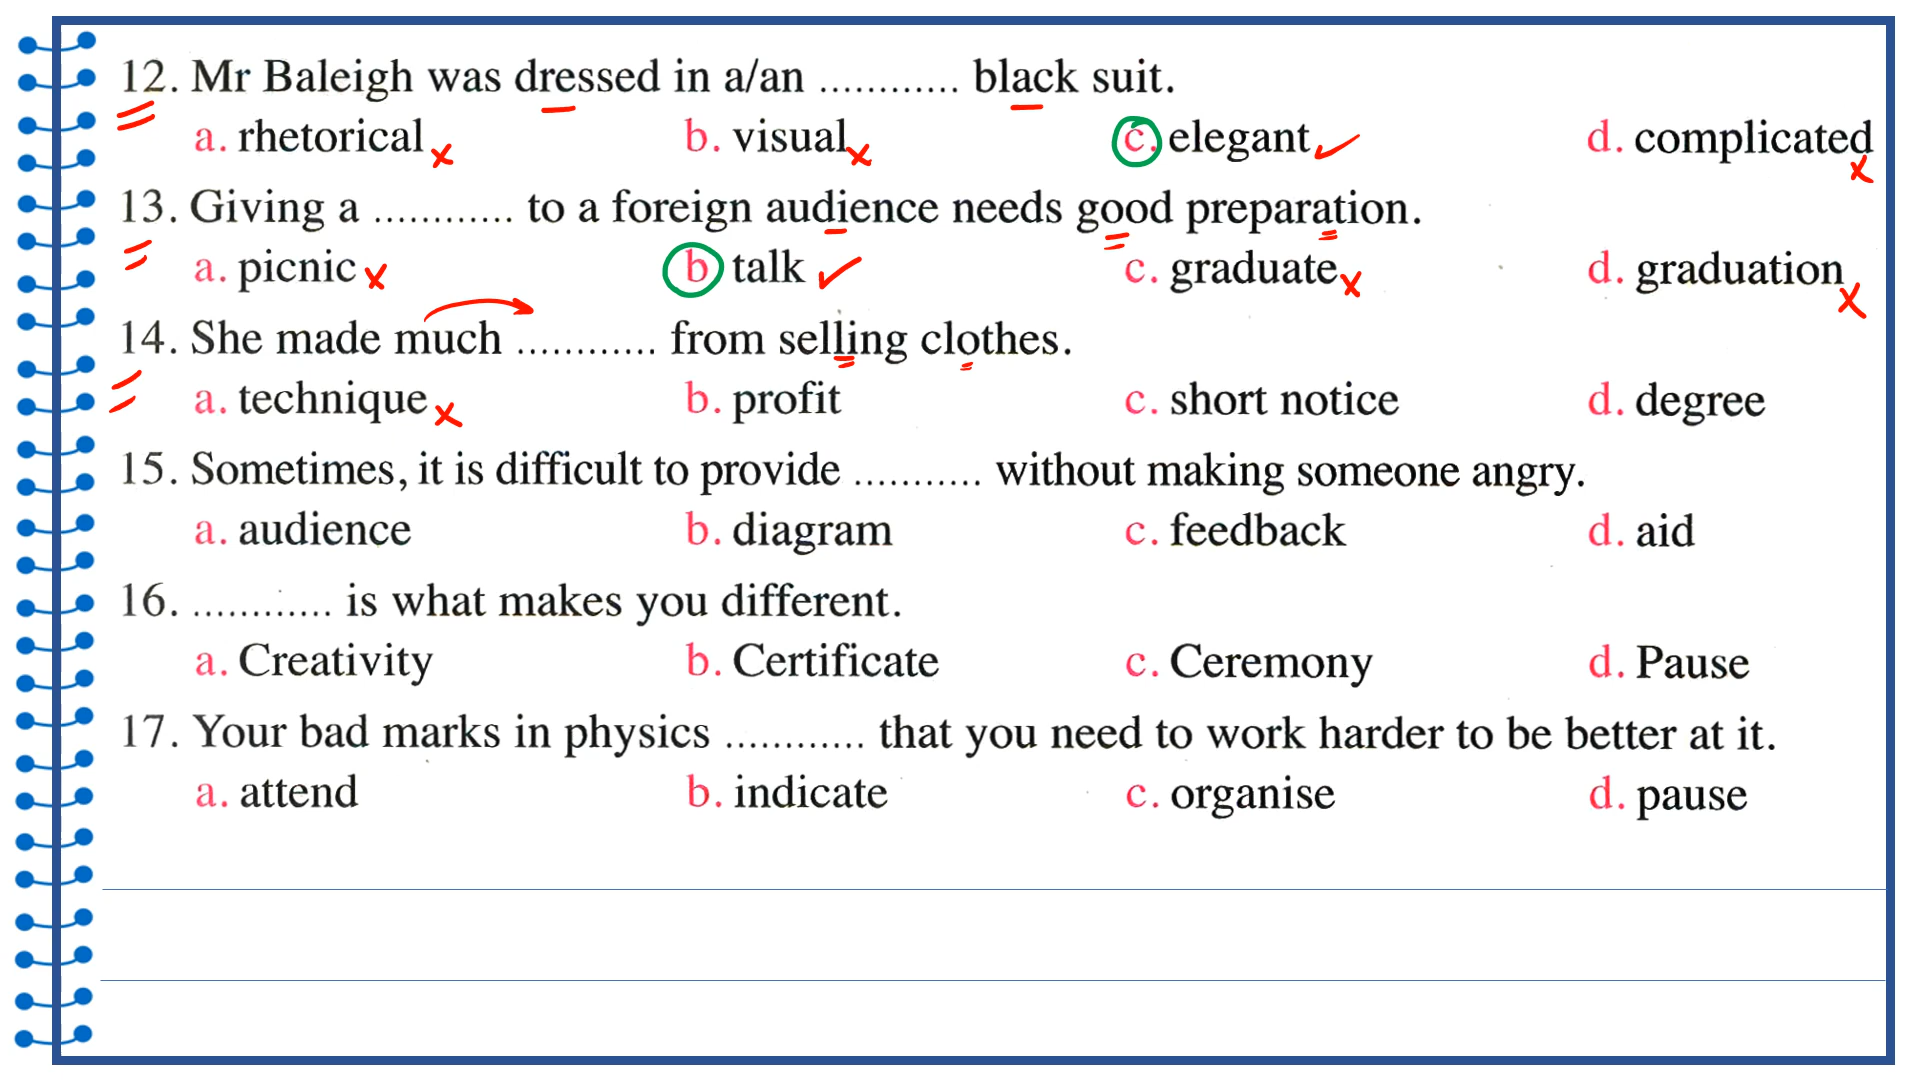 12. Mr Baleigh was dressed in a/an ............ black suit.
a. rhetorical b. visual c. elegant d. complicated
13. Giving a ............ to a foreign audience needs good preparation.
a. picnic b talk c. graduate d. graduation
14. She made much ............ from selling clothes.
a. technique b. profit c. short notice d. degree
15. Sometimes, it is difficult to provide ........... without making someone angry.
a. audience b. diagram c. feedback d. aid
16. ............ is what makes you different.
a. Creativity b. Certificate c. Ceremony d. Pause
17. Your bad marks in physics ............ that you need to work harder to be better at it.
a. attend b. indicate c. organise d. pause